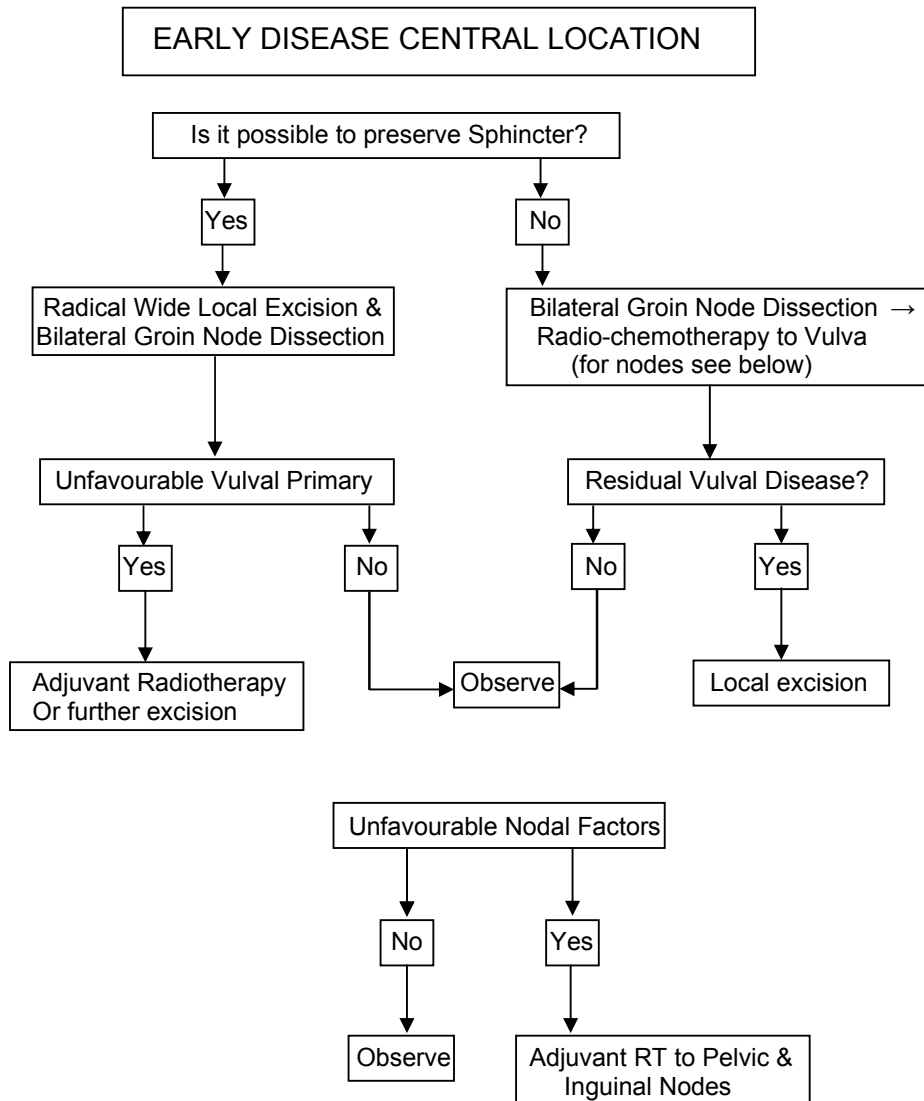 EARLY DISEASE CENTRAL LOCATION
Is it possible to preserve Sphincter?
Yes
No
Radical Wide Local Excision &
Bilateral Groin Node Dissection
Bilateral Groin Node Dissection →
Radio-chemotherapy to Vulva
(for nodes see below)
Unfavourable Vulval Primary
Residual Vulval Disease?
Yes
No
No
Yes
Adjuvant Radiotherapy
Or further excision
Observe
Local excision
Unfavourable Nodal Factors
No
Yes
Observe
Adjuvant RT to Pelvic &
Inguinal Nodes